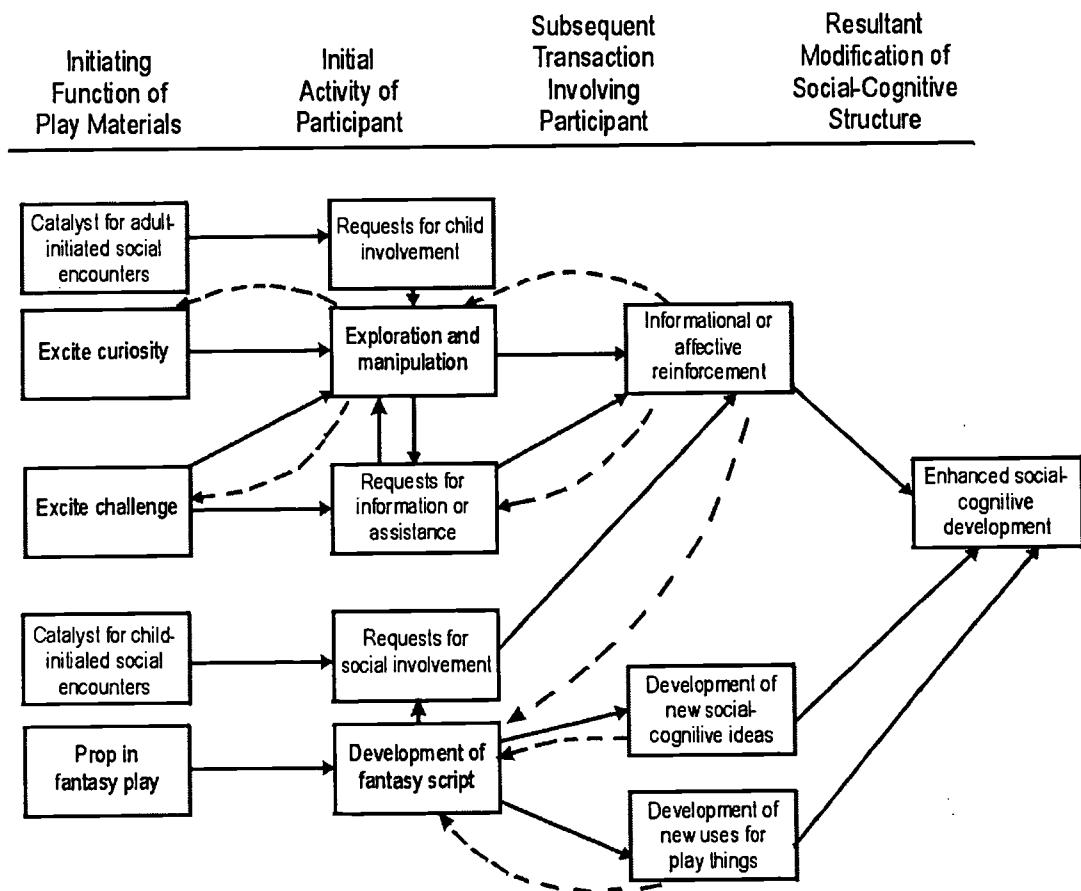 Initiating
Function of
Play Materials
Initial
Activity of
Participant
Subsequent
Transaction
Involving
Participant
Resultant
Modification of
Social-Cognitive
Structure
Catalyst for adult-
initiated social
encounters
Requests for child
involvement
Excite curiosity
Exploration and
manipulation
Informational or
affective
reinforcement
Excite challenge
Requests for
information or
assistance
Enhanced social-
cognitive
development
Catalyst for child-
initialed social
encounters
Requests for
social involvement
Development of
new social-
cognitive ideas
Prop in
fantasy play
Development of
fantasy script
Development of
new uses for
play things